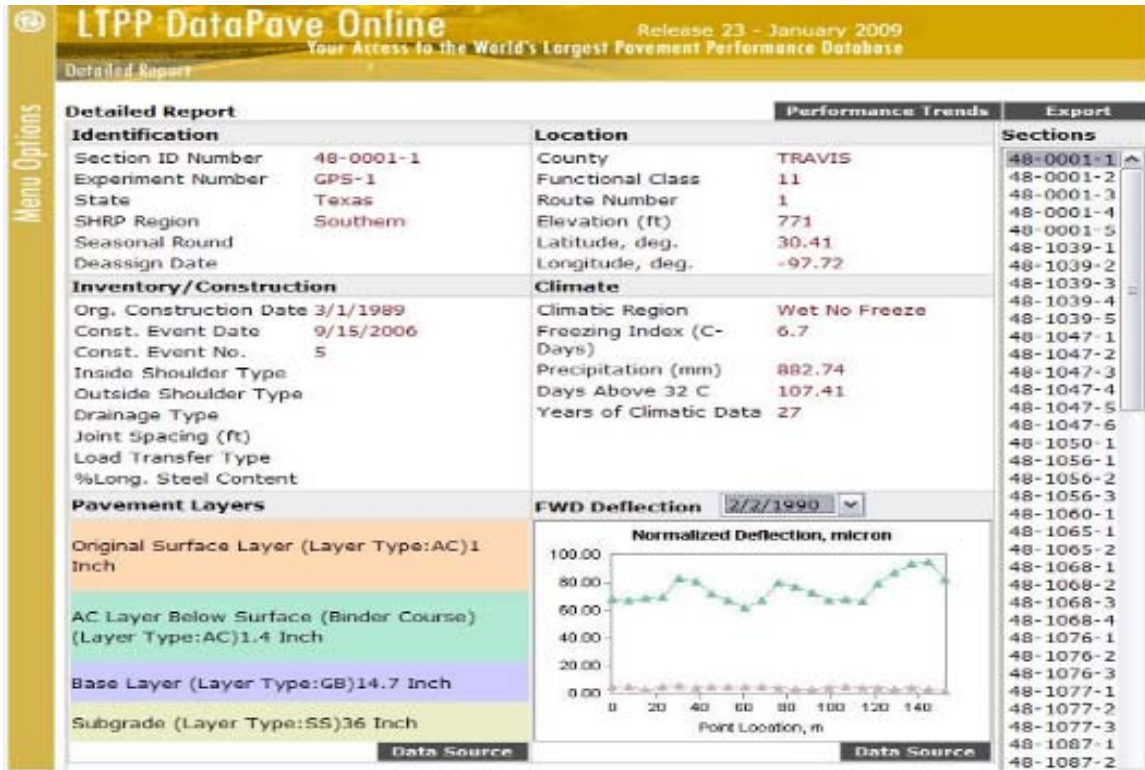 LTPP DataPave Online
Release 23 - January 2009
Your Access to the World's Largest Pavement Performance Database
Detailed Report
Menu Options
Detailed Report
Performance Trends
Export
Identification
Section ID Number 48-0001-1
Experiment Number GPS-1
State Texas
SHRP Region Southern
Seasonal Round
Deassign Date
Location
County TRAVIS
Functional Class 11
Route Number 1
Elevation (ft) 771
Latitude, deg. 30.41
Longitude, deg. -97.72
Inventory/Construction
Org. Construction Date 3/1/1989
Const. Event Date 9/15/2006
Const. Event No. 5
Inside Shoulder Type
Outside Shoulder Type
Drainage Type
Joint Spacing (ft)
Load Transfer Type
%Long. Steel Content
Climate
Climatic Region Wet No Freeze
Freezing Index (C-
Days) 6.7
Precipitation (mm) 882.74
Days Above 32 C 107.41
Years of Climatic Data 27
Pavement Layers
Original Surface Layer (Layer Type:AC)1
Inch
AC Layer Below Surface (Binder Course)
(Layer Type:AC)1.4 Inch
Base Layer (Layer Type:GB)14.7 Inch
Subgrade (Layer Type:SS)36 Inch
Data Source
FWD Deflection 2/2/1990
Normalized Deflection, micron
100.00
80.00
60.00
40.00
20.00
0.00
0 20 40 60 80 100 120 140
Point Location, m
Data Source
Sections
48-0001-1
48-0001-2
48-0001-3
48-0001-4
48-0001-5
48-1039-1
48-1039-2
48-1039-3
48-1039-4
48-1039-5
48-1047-1
48-1047-2
48-1047-3
48-1047-4
48-1047-5
48-1047-6
48-1050-1
48-1056-1
48-1056-2
48-1056-3
48-1060-1
48-1065-1
48-1065-2
48-1068-1
48-1068-2
48-1068-3
48-1068-4
48-1076-1
48-1076-2
48-1076-3
48-1077-1
48-1077-2
48-1077-3
48-1087-1
48-1087-2